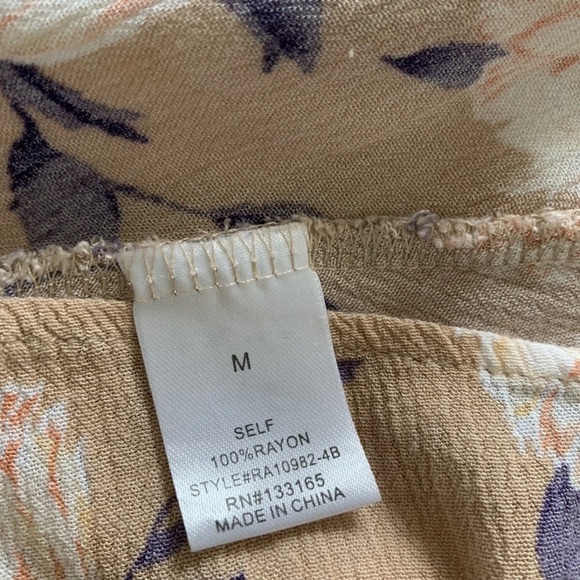 M
SELF
100%RAYON
STYLE#RA10982-4B
RN#133165
MADE IN CHINA